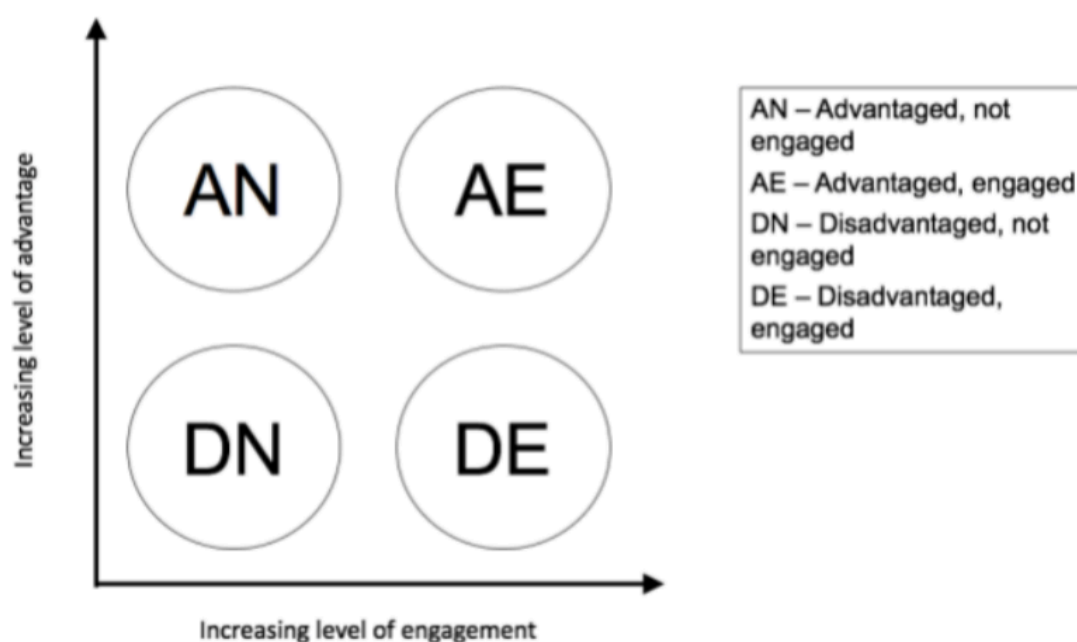 Increasing level of advantage
AN
AE
DN
DE
Increasing level of engagement
AN – Advantaged, not
engaged
AE – Advantaged, engaged
DN – Disadvantaged, not
engaged
DE – Disadvantaged,
engaged